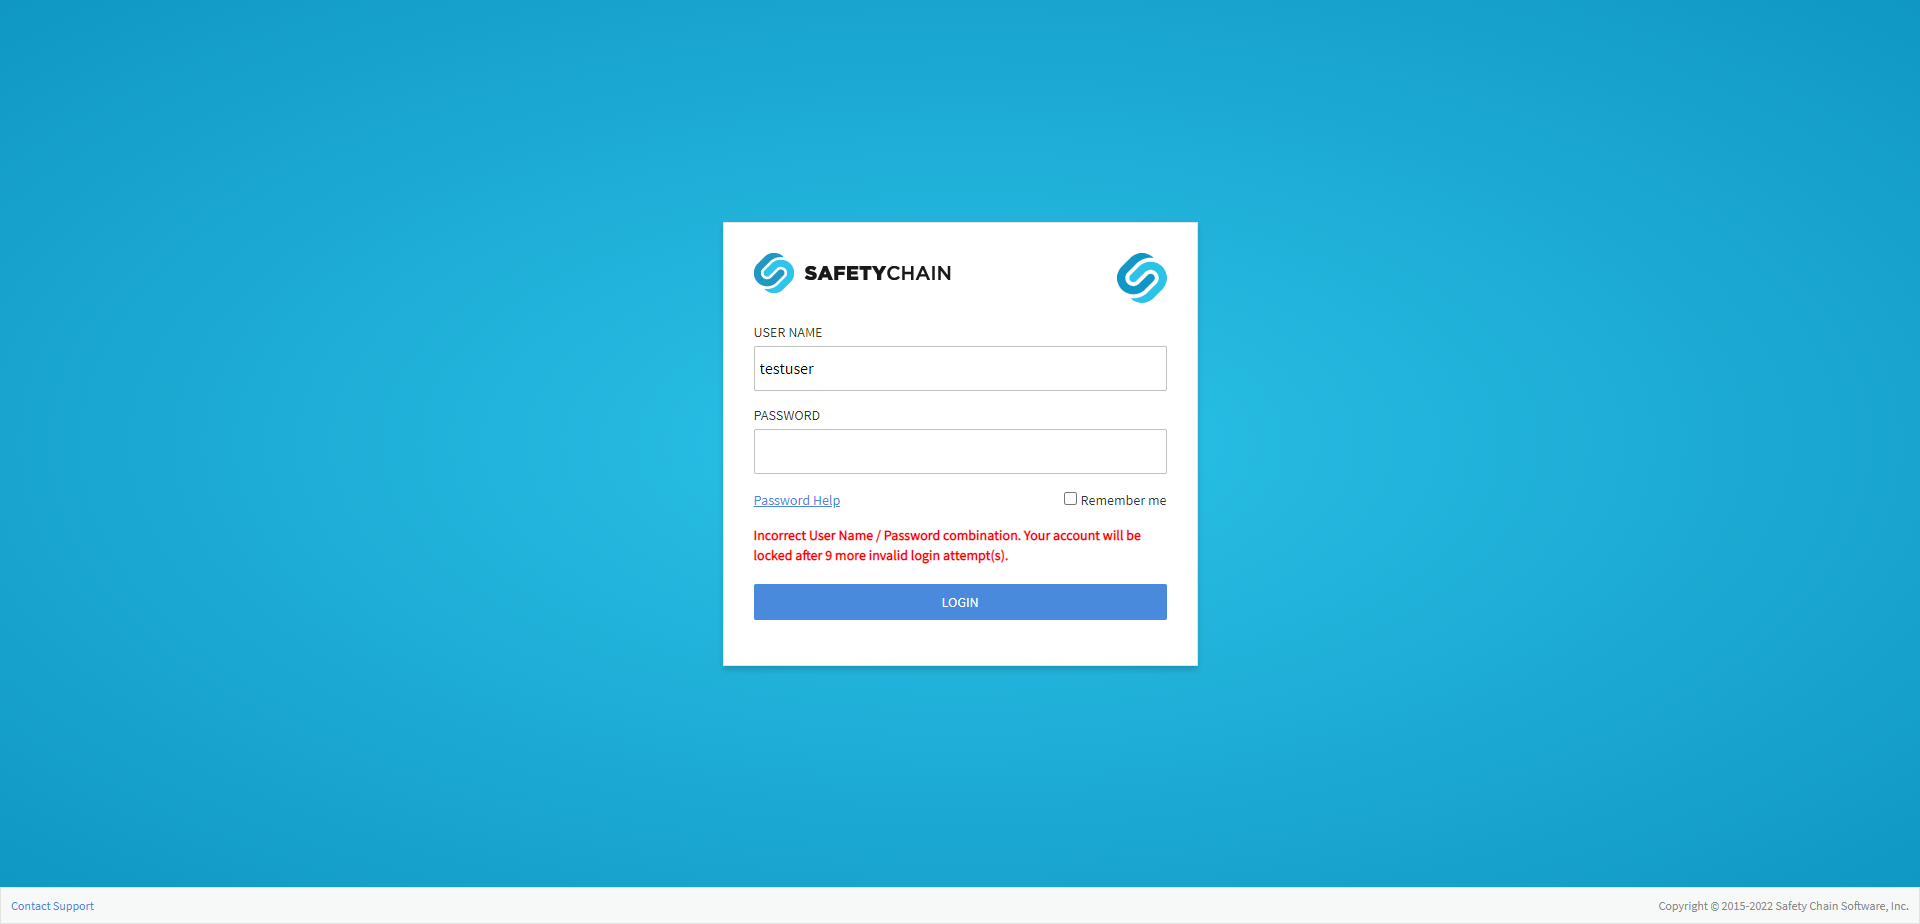 SAFETYCHAIN
USER NAME
testuser
PASSWORD
Password Help
Remember me
Incorrect User Name / Password combination. Your account will be
locked after 9 more invalid login attempt(s).
LOGIN
Contact Support
Copyright © 2015-2022 Safety Chain Software, Inc.